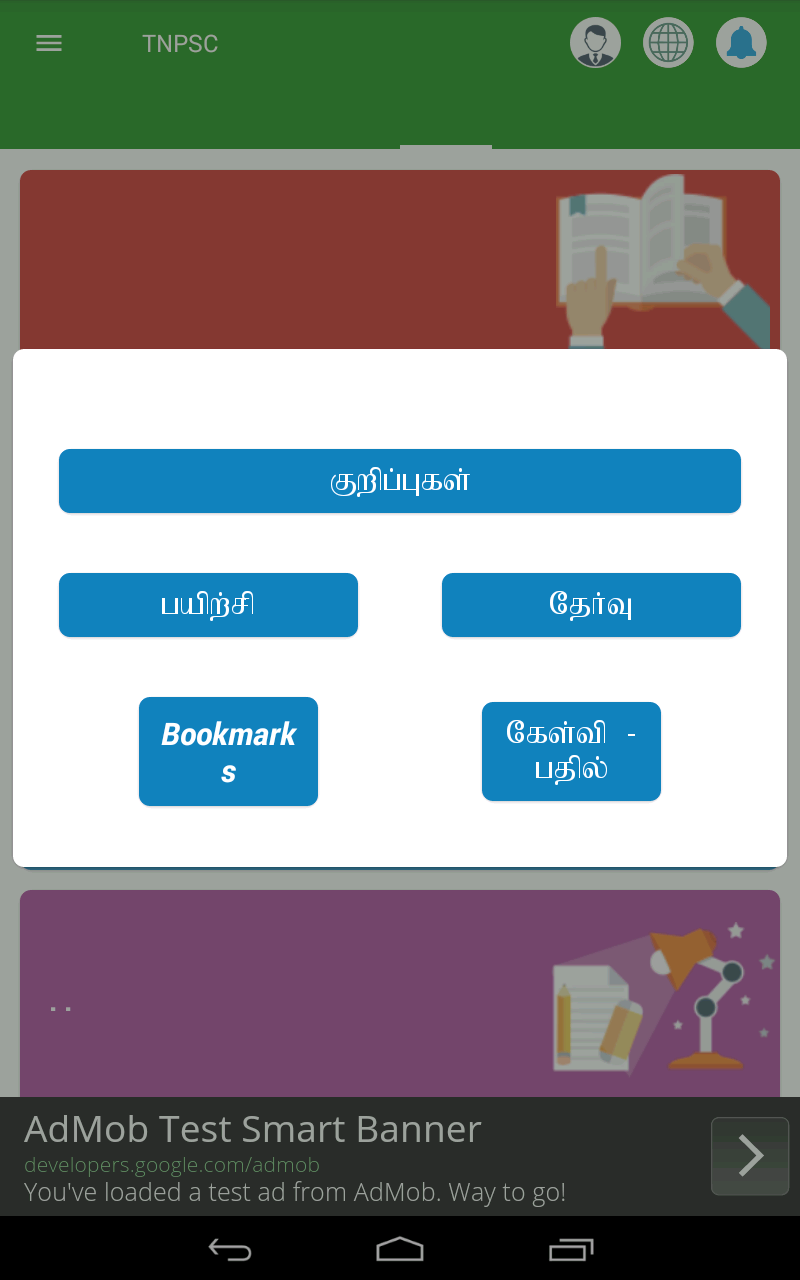 TNPSC
குறிப்புகள்
பயிற்சி
தேர்வு
Bookmark
s
கேள்வி -
பதில்
. .
AdMob Test Smart Banner
developers.google.com/admob
You've loaded a test ad from AdMob. Way to go!